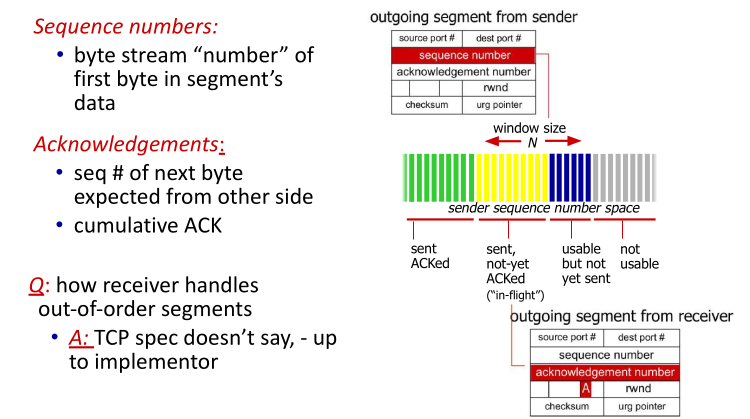 Sequence numbers:
• byte stream “number” of
first byte in segment’s
data
Acknowledgements:
• seq # of next byte
expected from other side
• cumulative ACK
Q: how receiver handles
out-of-order segments
• A: TCP spec doesn’t say, - up
to implementor
outgoing segment from sender
source port # dest port #
sequence number
acknowledgement number
rwnd
checksum urg pointer
window size
N
sender sequence number space
sent
ACKed
sent,
not-yet
ACKed
(“in-flight”)
usable
but not
yet sent
not
usable
outgoing segment from receiver
source port # dest port #
sequence number
acknowledgement number
A rwnd
checksum urg pointer